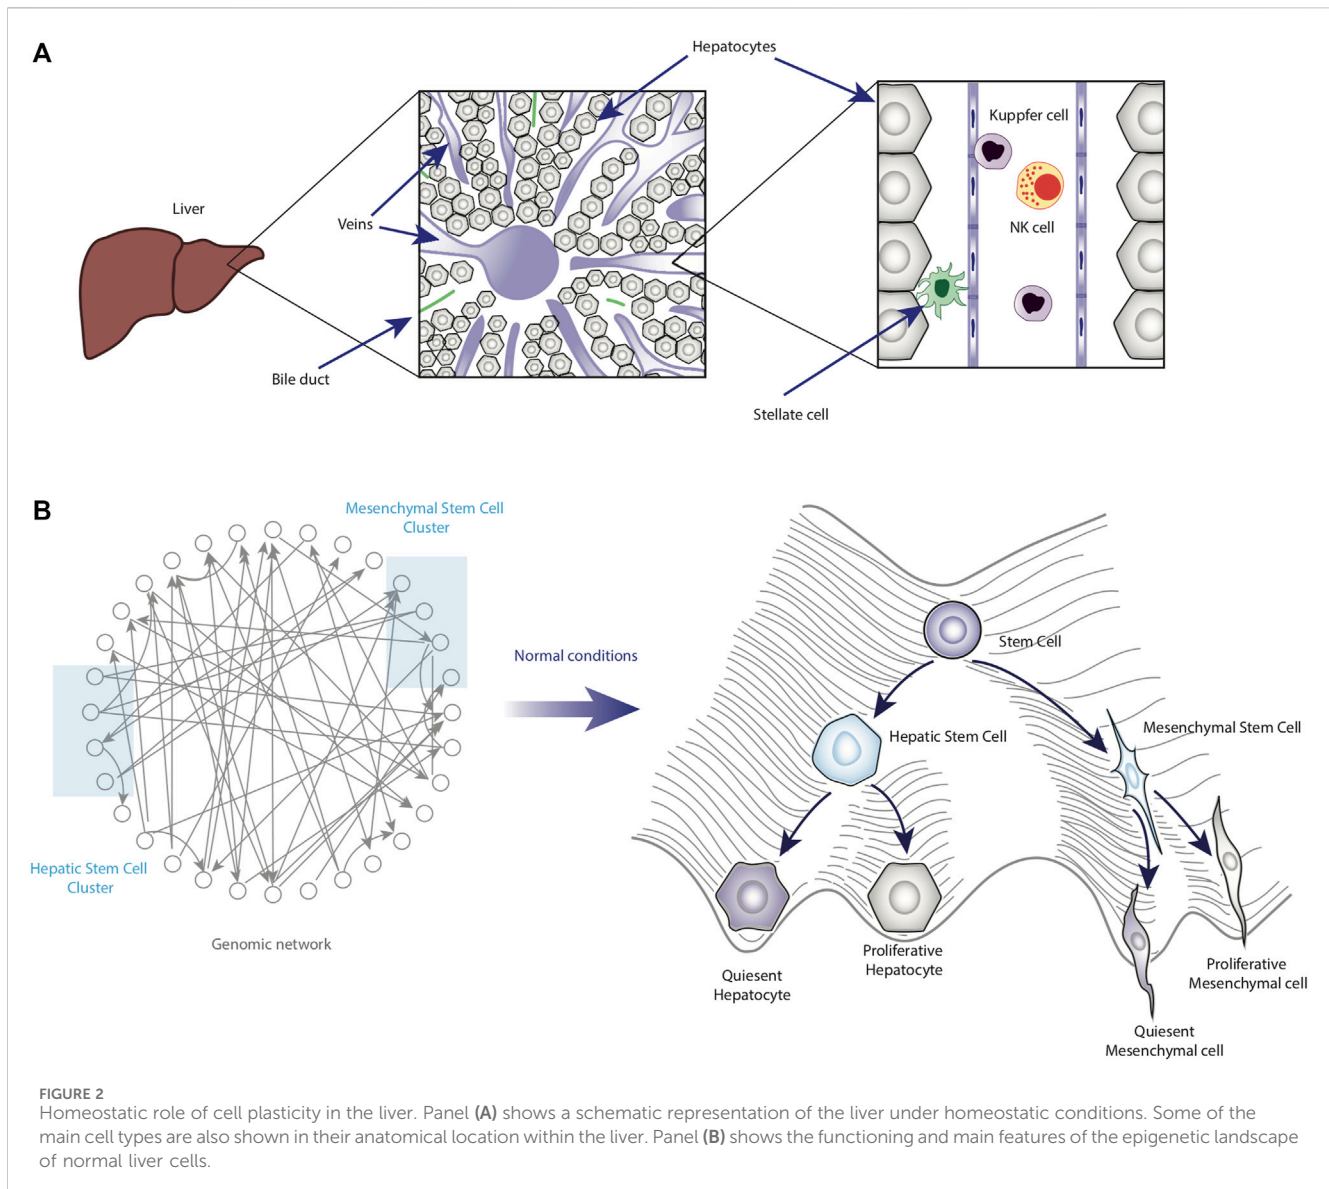 A
Hepatocytes
Liver
Veins
Bile duct
Kuppfer cell
NK cell
Stellate cell
B
Mesenchymal Stem Cell
Cluster
Hepatic Stem Cell
Cluster
Genomic network
Normal conditions
Stem Cell
Hepatic Stem Cell
Mesenchymal Stem Cell
Quiesent
Hepatocyte
Proliferative
Hepatocyte
Quiesent
Mesenchymal cell
Proliferative
Mesenchymal cell
FIGURE 2
Homeostatic role of cell plasticity in the liver. Panel (A) shows a schematic representation of the liver under homeostatic conditions. Some of the
main cell types are also shown in their anatomical location within the liver. Panel (B) shows the functioning and main features of the epigenetic landscape
of normal liver cells.